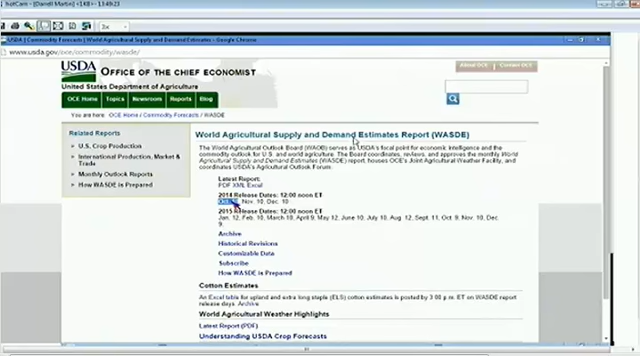 hotCam - (Darrell Martin) - 1KB/- - 13:49:23
2x
USDA | Commodity Forecasts | World Agricultural Supply and Demand Estimates - Google Chrome
www.usda.gov/oce/commodity/wasde/
USDA OFFICE OF THE CHIEF ECONOMIST
United States Department of Agriculture
About OCE Contact OCE
OCE Home Topics Newsroom Reports Blog
You are here: OCE Home / Commodity Forecasts / WASDE
Related Reports
U.S. Crop Production
International Production, Market &
Trade
Monthly Outlook Reports
How WASDE is Prepared
World Agricultural Supply and Demand Estimates Report (WASDE)
The World Agricultural Outlook Board (WAOB) serves as USDA's focal point for economic intelligence and the
commodity outlook for U.S. and world agriculture. The Board coordinates, reviews, and approves the monthly World
Agricultural Supply and Demand Estimates (WASDE) report, houses OCE's Joint Agricultural Weather Facility, and
coordinates USDA's Agricultural Outlook Forum.
Latest Report:
PDF XML Excel
2014 Release Dates: 12:00 noon ET
Oct. Nov. 10, Dec. 10
2015 Release Dates: 12:00 noon ET
Jan. 12, Feb. 10, March 10, April 9, May 12, June 10, July 10, Aug. 12, Sept. 11, Oct. 9, Nov. 10, Dec.
9.
Archive
Historical Revisions
Customizable Data
Subscribe
How WASDE is Prepared
Cotton Estimates
An Excel table for upland and extra long staple (ELS) cotton estimates is posted by 3:00 p.m. ET on WASDE report
release days. Archive
World Agricultural Weather Highlights
Latest Report (PDF)
Understanding USDA Crop Forecasts